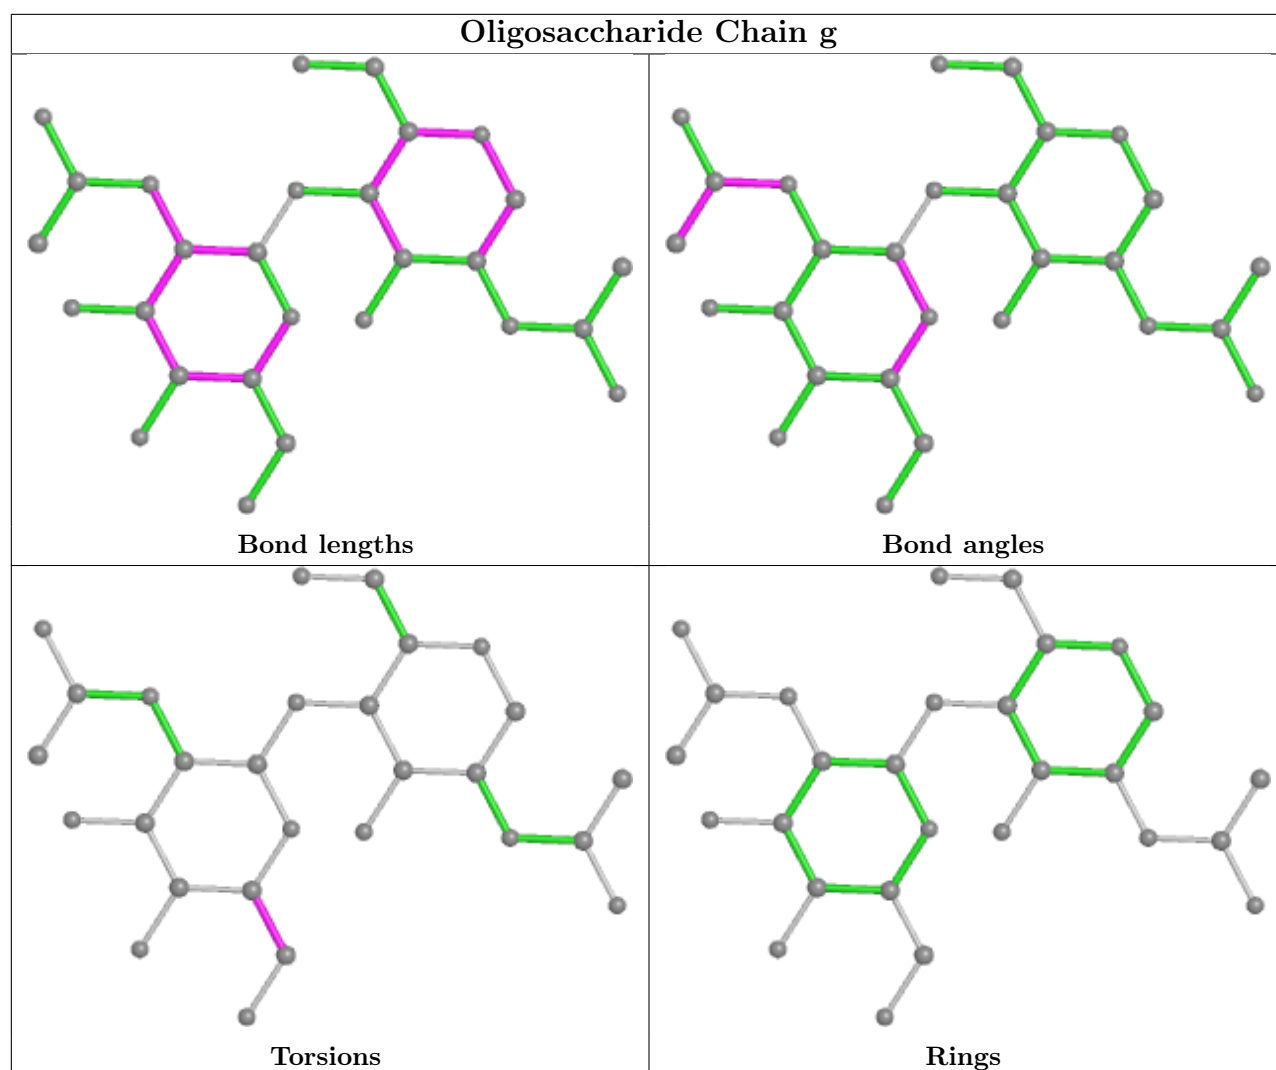 Oligosaccharide Chain g
Bond lengths
Bond angles
Torsions
Rings